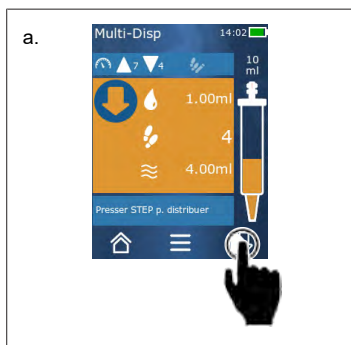 a.
Multi-Disp 14:02
7 4
10
ml
1.00ml
4
4.00ml
Presser STEP p. distribuer